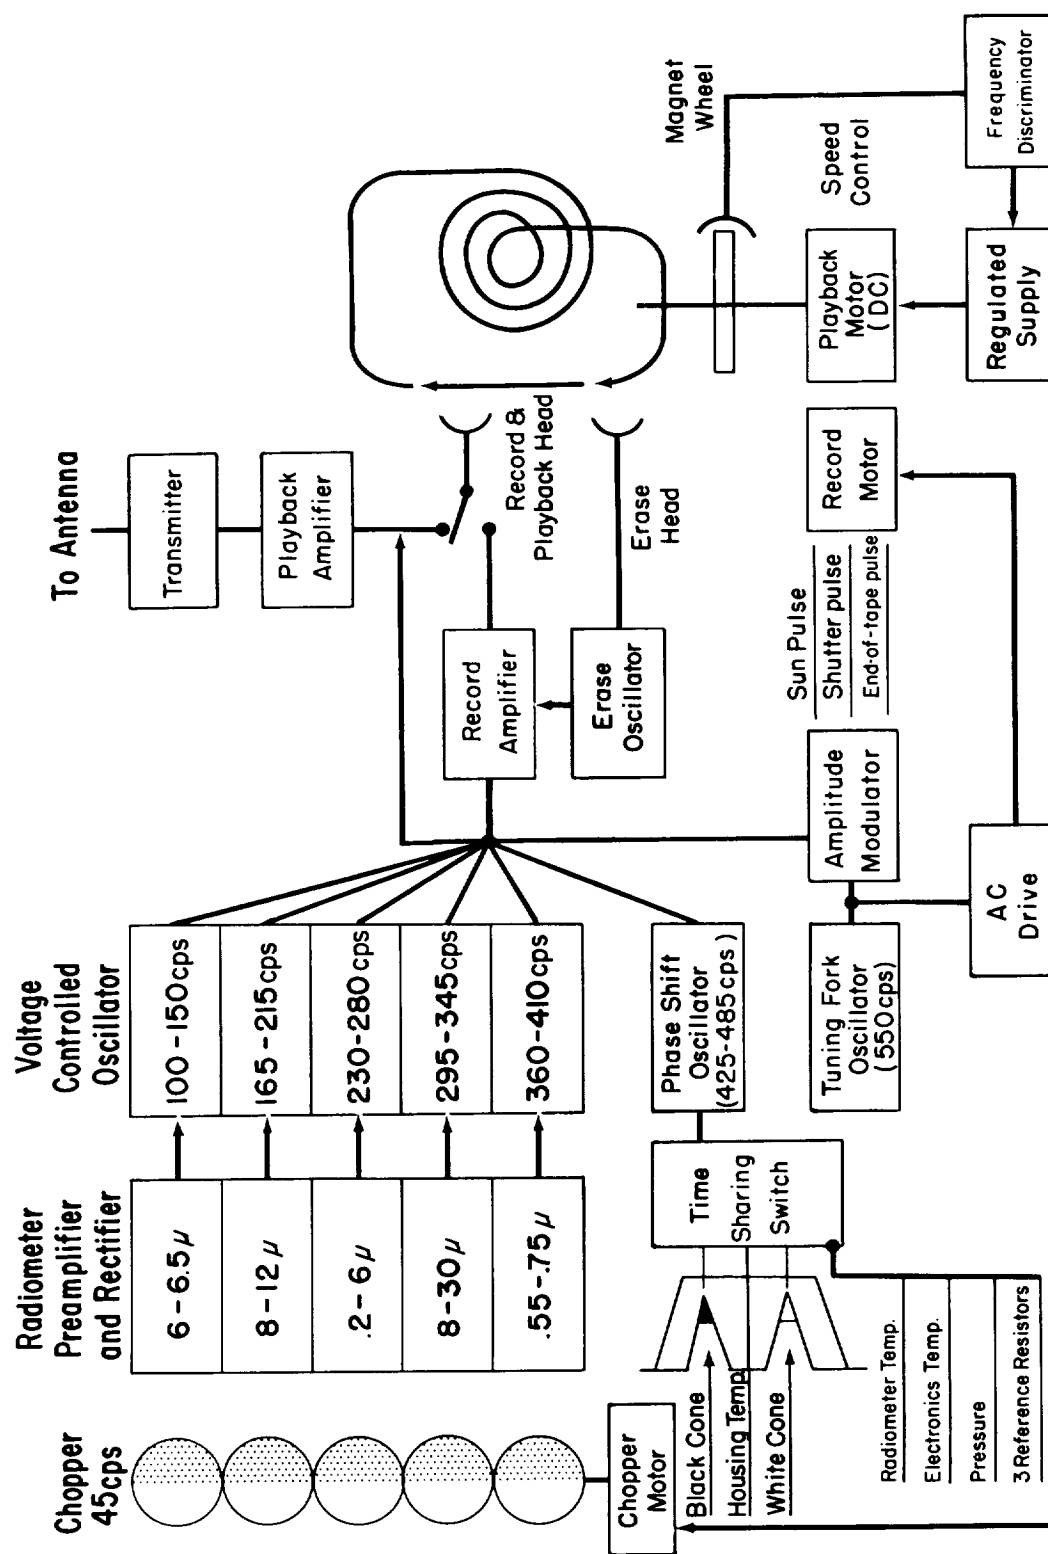 Chopper
45cps
Radiometer
Preamplifier
and Rectifier
Voltage
Controlled
Oscillator
To Antenna
6-6.5μ
8-12μ
.2-6μ
8-30μ
.55-.75μ
100-150cps
165-215cps
230-280cps
295-345cps
360-410cps
Transmitter
Playback
Amplifier
Record
Amplifier
Erase
Oscillator
Record &
Playback Head
Erase
Head
Magnet
Wheel
Chopper
Motor
Black Cone
Housing Temp.
White Cone
Time
Sharing
Switch
Phase Shift
Oscillator
(425-485cps)
Tuning Fork
Oscillator
(550cps)
Amplitude
Modulator
Sun Pulse
Shutter pulse
End-of-tape pulse
Record
Motor
Playback
Motor
(DC)
Speed
Control
Radiometer Temp.
Electronics Temp.
Pressure
3 Reference Resistors
AC
Drive
Regulated
Supply
Frequency
Discriminator